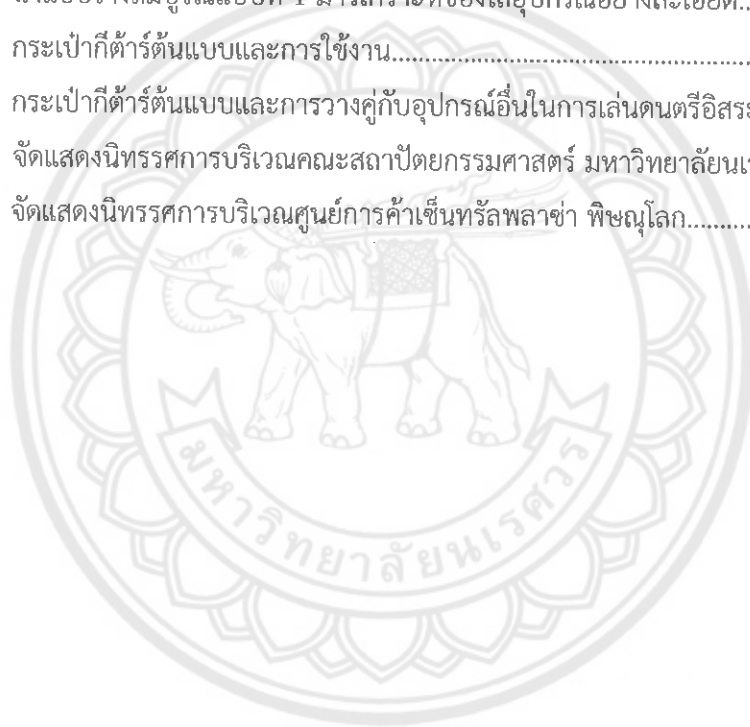 กระเป๋ากีต้าร์ต้นแบบและการใช้งาน..................................................
กระเป๋ากีต้าร์ต้นแบบและการวางคู่กับอุปกรณ์อื่นในการเล่นดนตรีอิสระ
จัดแสดงนิทรรศการบริเวณคณะสถาปัตยกรรมศาสตร์ มหาวิทยาลัยนเ
จัดแสดงนิทรรศการบริเวณศูนย์การค้าเซ็นทรัลพลาซ่า พิษณุโลก..........
มหาวิทยาลัยนเรศวร